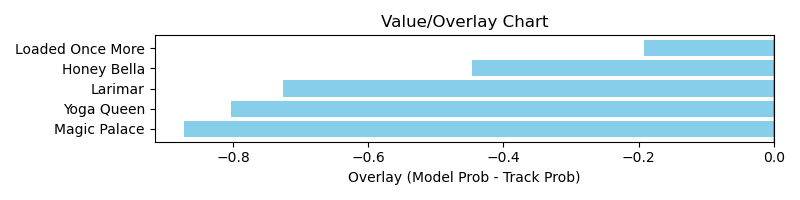 Value/Overlay Chart
Loaded Once More
Honey Bella
Larimar
Yoga Queen
Magic Palace
−0.8 −0.6 −0.4 −0.2 0.0
Overlay (Model Prob - Track Prob)